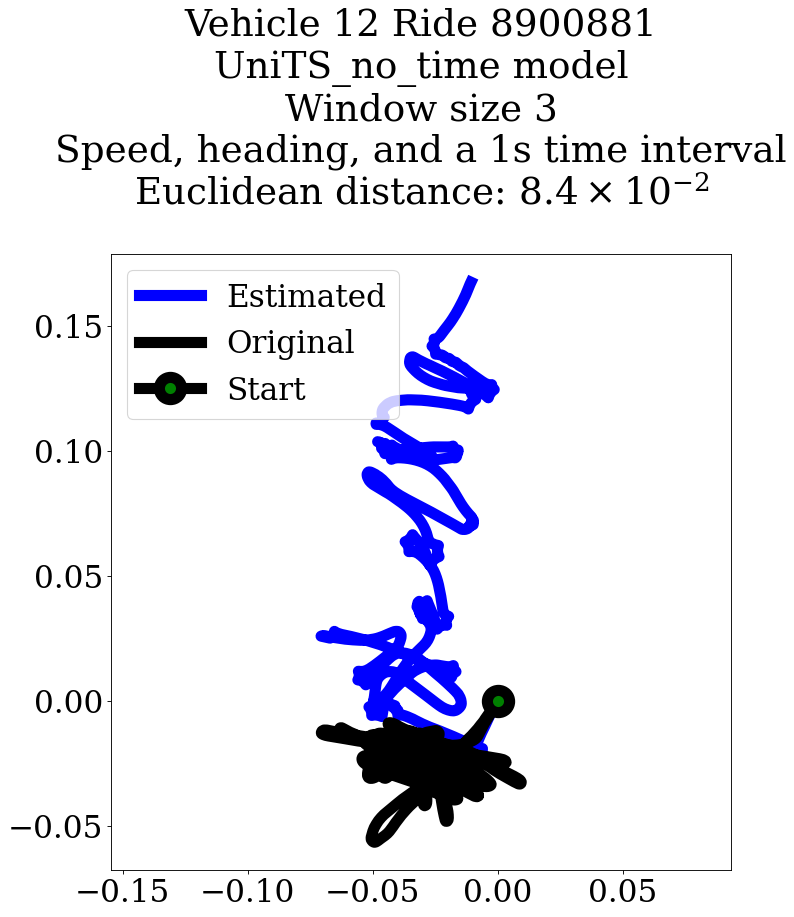 Vehicle 12 Ride 8900881
UniTS_no_time model
Window size 3
Speed, heading, and a 1s time interval
Euclidean distance: 8.4 × 10⁻²
Estimated
Original
Start
0.15
0.10
0.05
0.00
−0.05
−0.15 −0.10 −0.05 0.00 0.05